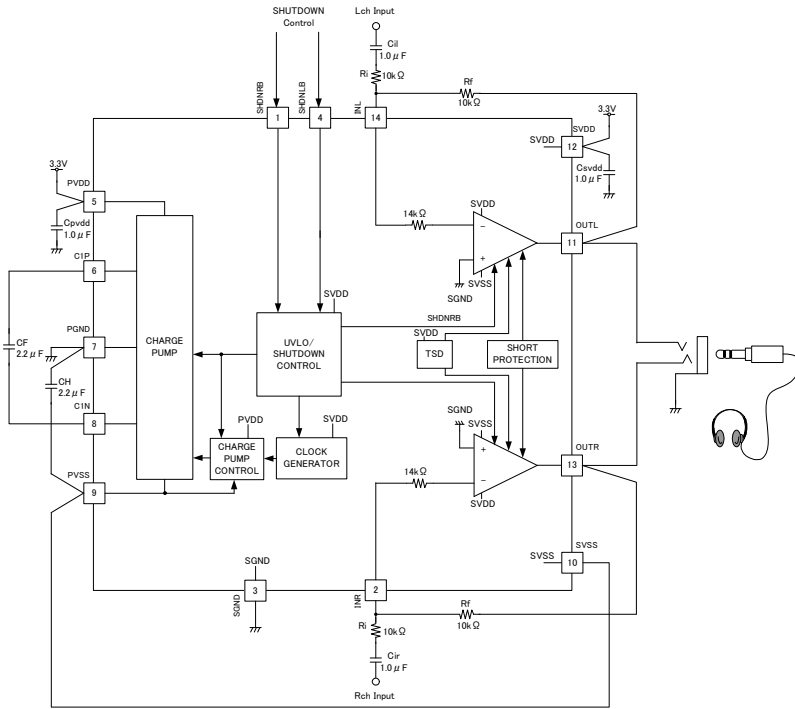 SHUTDOWN
Control
Lch Input
Cil
1.0μF
Ri
10kΩ
Rf
10kΩ
SHDNRB
SHDNLB
INL
1
4
14
3.3V
SVDD
SVDD
12
Csvdd
1.0μF
3.3V
PVDD
5
Cpvdd
1.0μF
C1P
6
14kΩ
SVDD
−
+
SVSS
SGND
OUTL
11
CHARGE
PUMP
SVDD
UVLO/
SHUTDOWN
CONTROL
SHDNRB
SVDD
TSD
SHORT
PROTECTION
PGND
7
CF
2.2μF
CH
2.2μF
C1N
8
PVSS
9
PVDD
CHARGE
PUMP
CONTROL
SVDD
CLOCK
GENERATOR
SGND
SVSS
+
−
SVDD
14kΩ
OUTR
13
SVSS
SVSS
10
SGND
SGND
3
INR
2
Ri
10kΩ
Rf
10kΩ
Cir
1.0μF
Rch Input